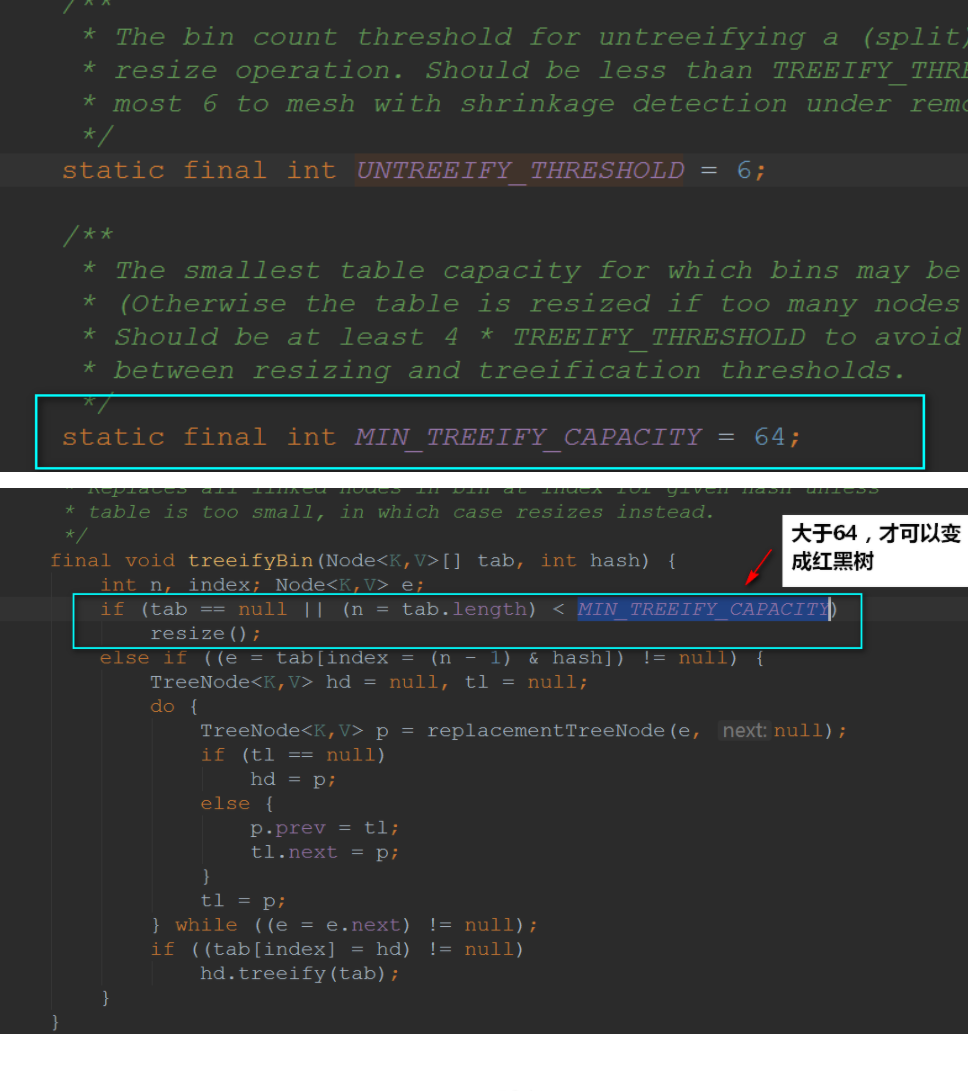 /**
* The bin count threshold for untreeifying a (split)
* resize operation. Should be less than TREEIFY_THRE
* most 6 to mesh with shrinkage detection under remo
*/
static final int UNTREEIFY_THRESHOLD = 6;
/**
* The smallest table capacity for which bins may be
* (Otherwise the table is resized if too many nodes
* Should be at least 4 * TREEIFY_THRESHOLD to avoid
* between resizing and treeification thresholds.
*/
static final int MIN_TREEIFY_CAPACITY = 64;
* Replaces all linked nodes in bin at index for given hash unless
* table is too small, in which case resizes instead.
*/
大于64，才可以变
成红黑树
final void treeifyBin(Node<K,V>[] tab, int hash) {
int n, index; Node<K,V> e;
if (tab == null || (n = tab.length) < MIN_TREEIFY_CAPACITY)
resize();
else if ((e = tab[index = (n - 1) & hash]) != null) {
TreeNode<K,V> hd = null, tl = null;
do {
TreeNode<K,V> p = replacementTreeNode(e, next: null);
if (tl == null)
hd = p;
else {
p.prev = tl;
tl.next = p;
}
tl = p;
} while ((e = e.next) != null);
if ((tab[index] = hd) != null)
hd.treeify(tab);
}
}